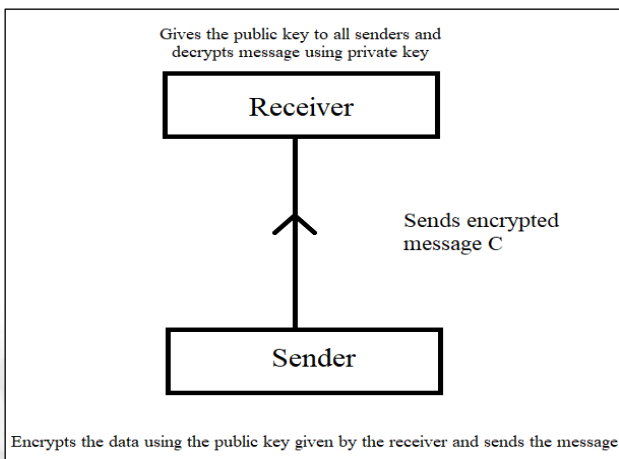 Gives the public key to all senders and
decrypts message using private key
Receiver
Sends encrypted
message C
Sender
Encrypts the data using the public key given by the receiver and sends the message